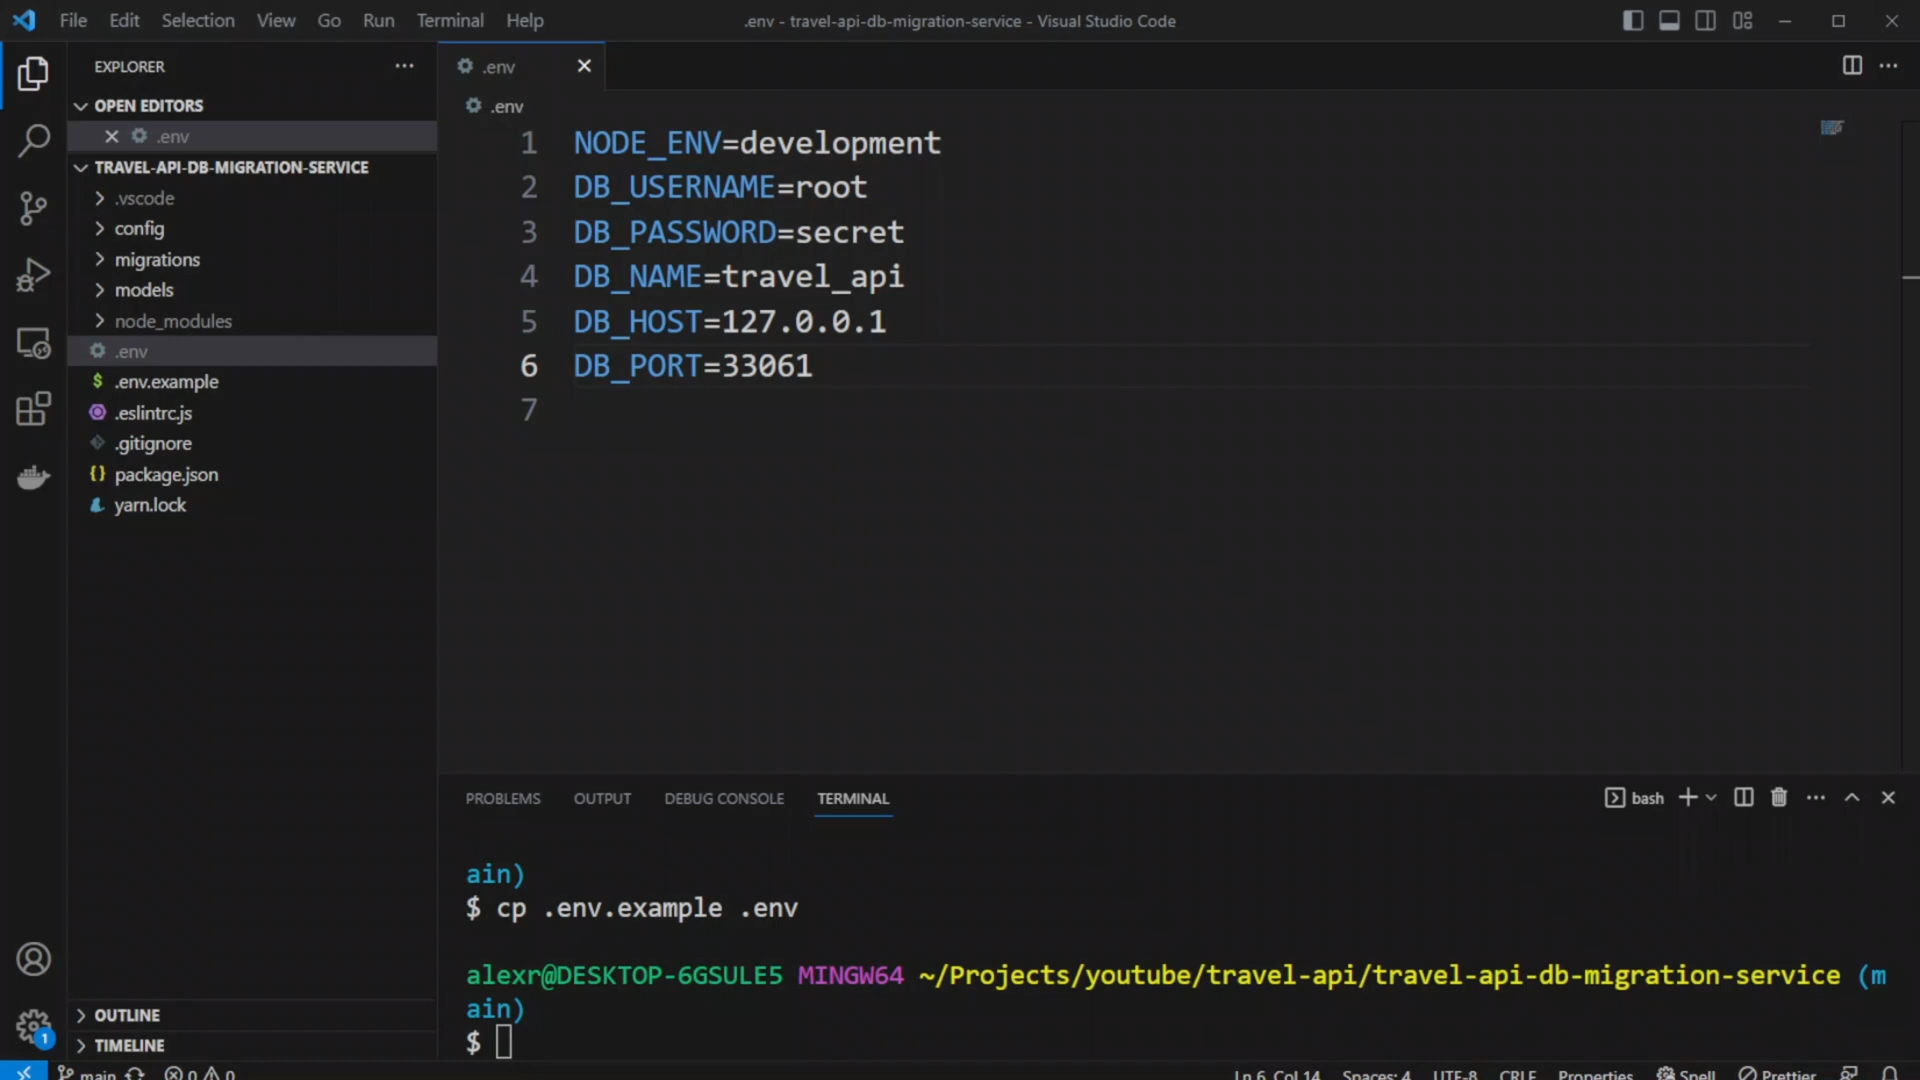 File Edit Selection View Go Run Terminal Help
.env - travel-api-db-migration-service - Visual Studio Code
EXPLORER
OPEN EDITORS
.env
TRAVEL-API-DB-MIGRATION-SERVICE
.vscode
config
migrations
models
node_modules
.env
.env.example
.eslintrc.js
.gitignore
package.json
yarn.lock
OUTLINE
TIMELINE
.env
.env
1 NODE_ENV=development
2 DB_USERNAME=root
3 DB_PASSWORD=secret
4 DB_NAME=travel_api
5 DB_HOST=127.0.0.1
6 DB_PORT=33061
7
PROBLEMS OUTPUT DEBUG CONSOLE TERMINAL
bash
ain)
$ cp .env.example .env
alexr@DESKTOP-6GSULE5 MINGW64 ~/Projects/youtube/travel-api/travel-api-db-migration-service (m
ain)
$
1
main 0 0 Ln 6, Col 14 Spaces: 4 UTF-8 CRLF Properties Spell Prettier